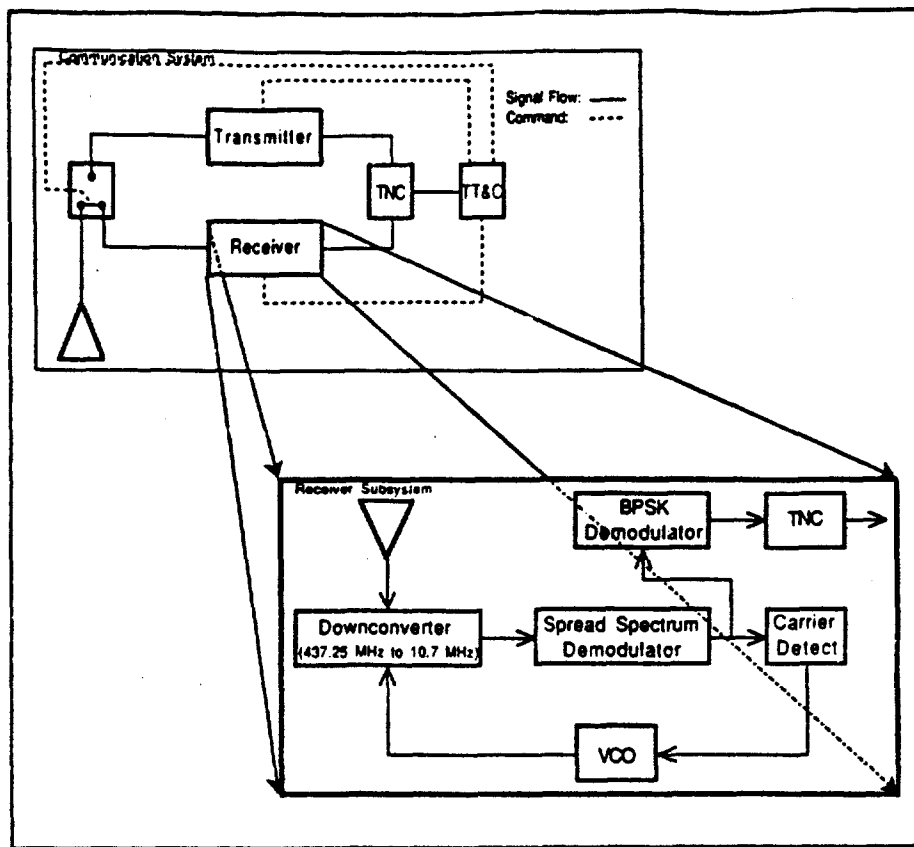 Communication System
Signal Flow:
Command:
Transmitter
TNC
TT&C
Receiver
Receiver Subsystem
BPSK
Demodulator
TNC
Downconverter
(437.25 MHz to 10.7 MHz)
Spread Spectrum
Demodulator
Carrier
Detect
VCO